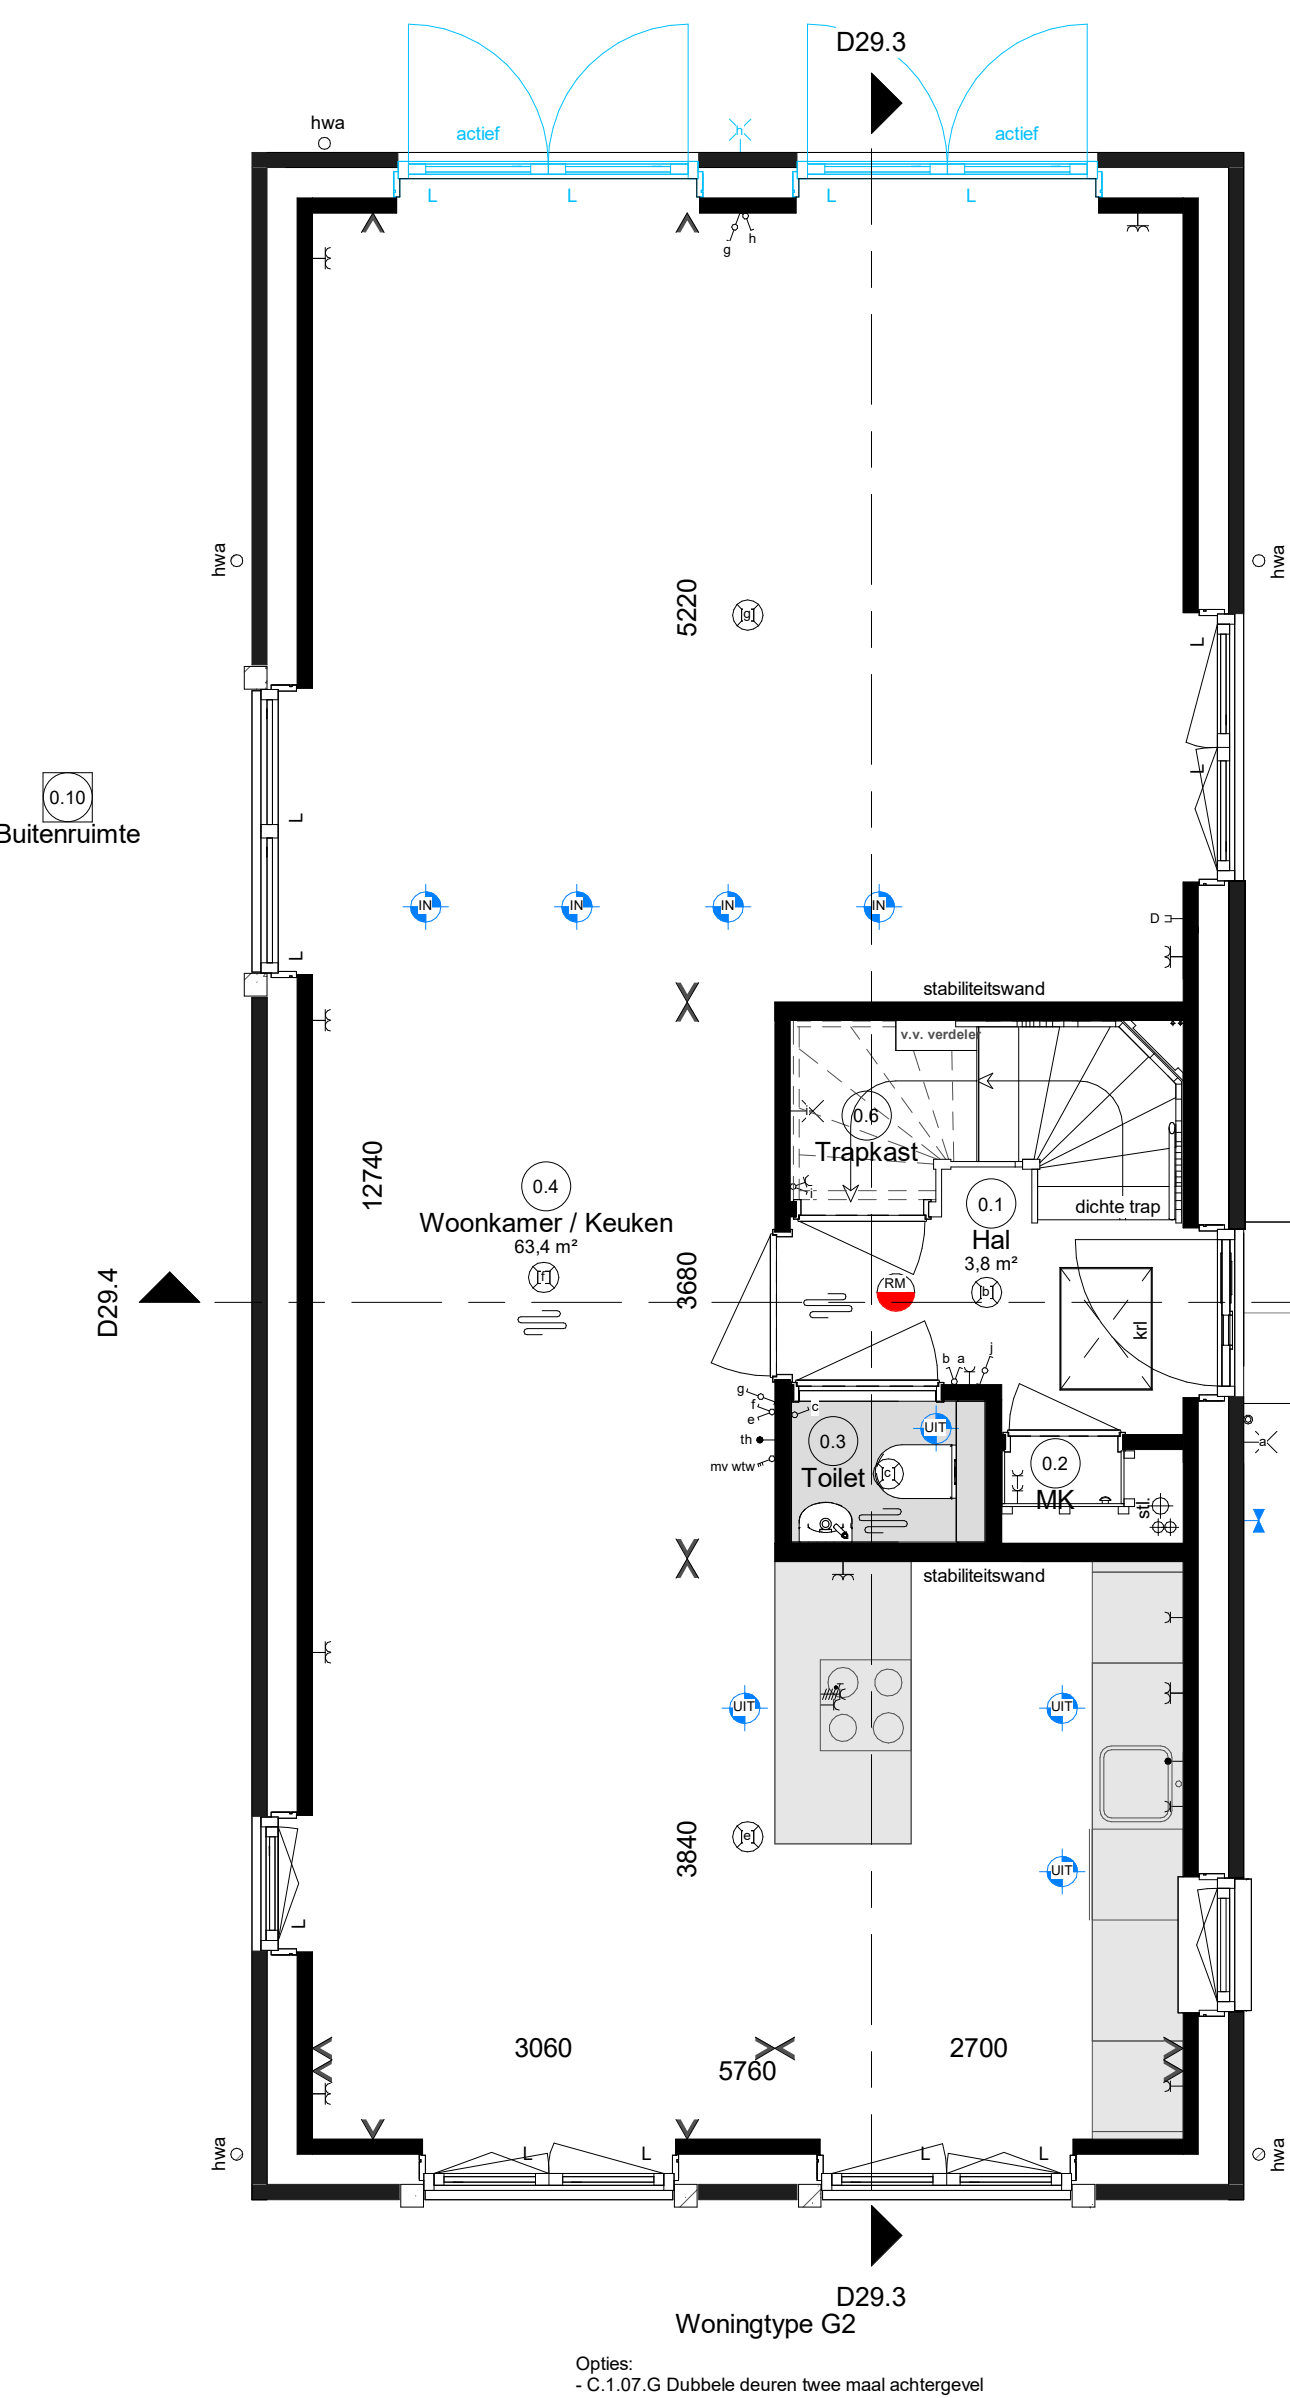 D29.3
hwa
actief
h
actief
L
L
L
L
g
h
hwa
hwa
5220
g
L
L
0.10
Buitenruimte
L
IN
IN
IN
IN
D
L
stabiliteitswand
v.v. verdeler
0.6
Trapkast
i
i
12740
0.4
Woonkamer / Keuken
63,4 m²
f
0.1
dichte trap
Hal
3,8 m²
b
D29.4
3680
RM
krl
b
a
j
g
f
e
c
th
mv wtw
0.3
Toilet
c
UIT
0.2
MK
stl.
a
stabiliteitswand
UIT
UIT
3840
e
UIT
L
3060
5760
2700
hwa
L
L
L
L
hwa
D29.3
Woningtype G2
Opties:
- C.1.07.G Dubbele deuren twee maal achtergevel